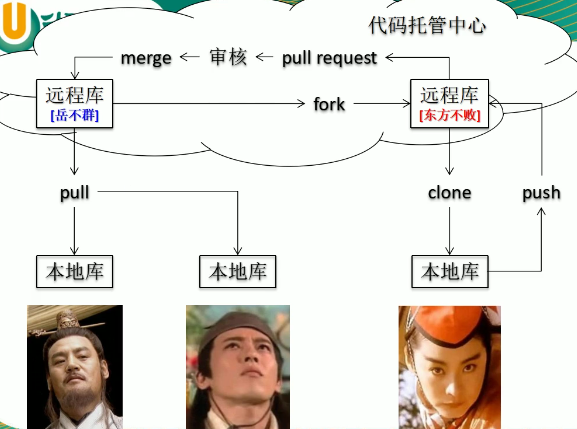 代码托管中心
merge
审核
pull request
远程库
[岳不群]
fork
远程库
[东方不败]
pull
clone
push
本地库
本地库
本地库